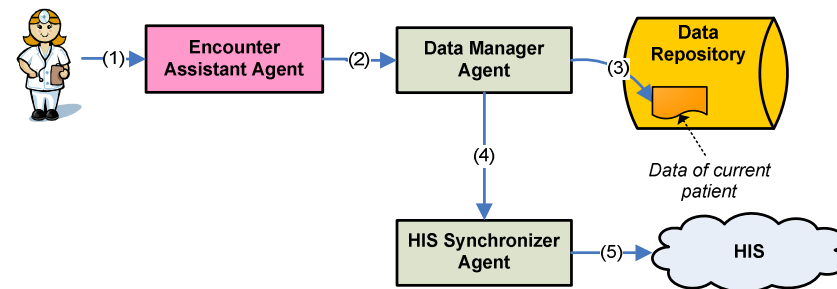 (1)
Encounter
Assistant Agent
(2)
Data Manager
Agent
(3)
Data
Repository
Data of current
patient
(4)
HIS Synchronizer
Agent
(5)
HIS